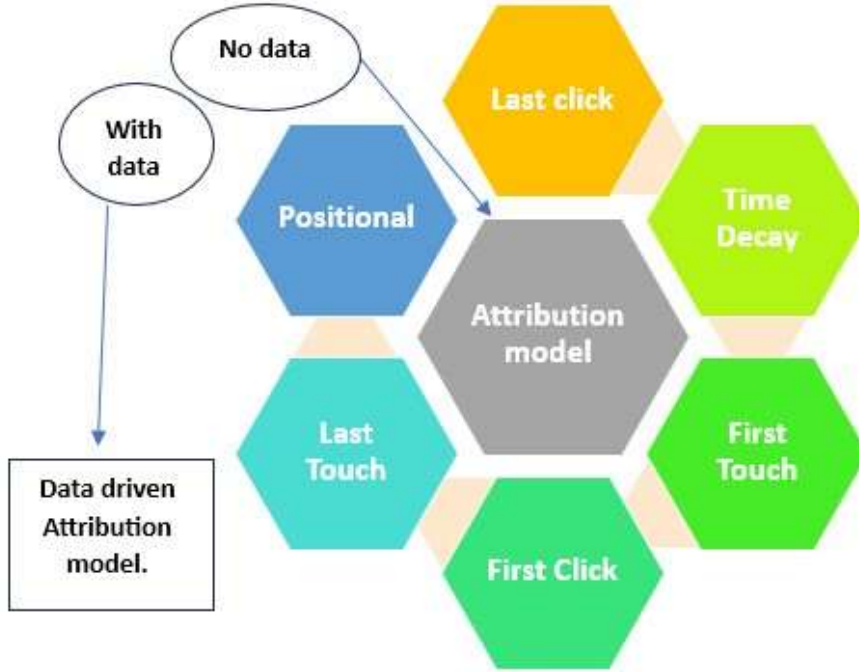 No data
With
data
Last click
Positional
Time
Decay
Attribution
model
Last
Touch
First
Touch
First Click
Data driven
Attribution
model.